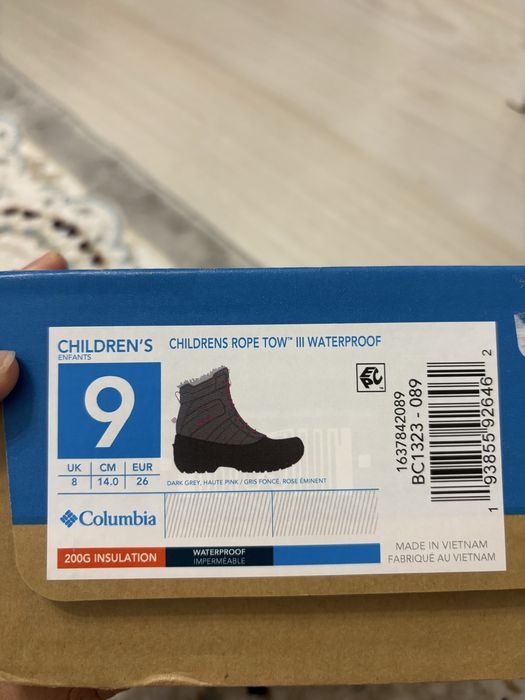 CHILDREN'S
ENFANTS
CHILDRENS ROPE TOW™ III WATERPROOF
9
UK CM EUR
8 14.0 26
DARK GREY, HAUTE PINK / GRIS FONCÉ, ROSE ÉMINENT
Columbia
200G INSULATION
WATERPROOF
IMPERMÉABLE
1637842089
BC1323 - 089
1 93855 92646 2
MADE IN VIETNAM
FABRIQUÉ AU VIETNAM